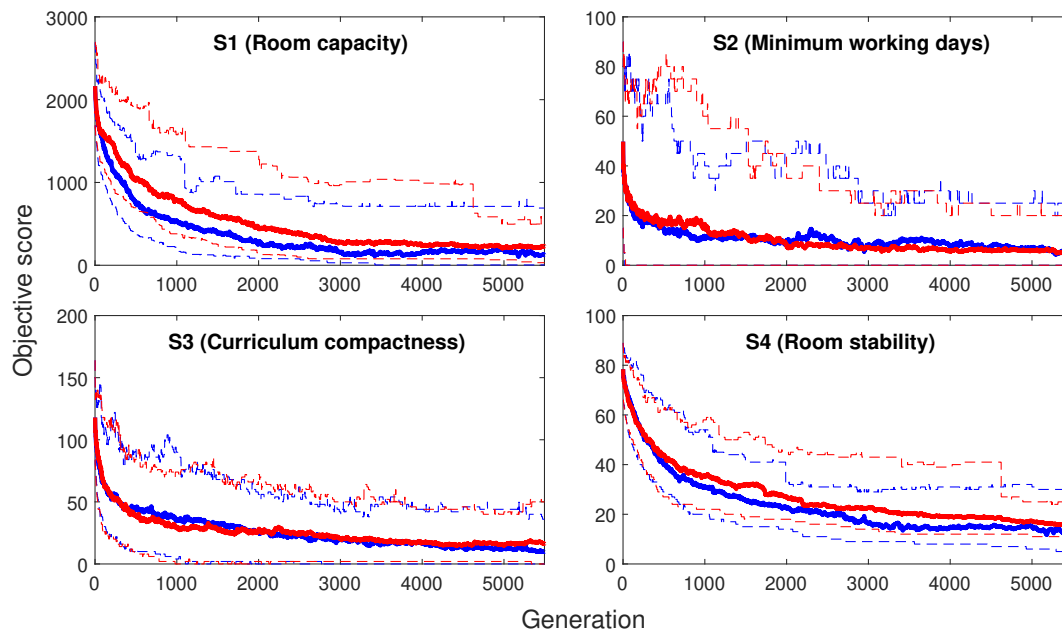 Objective score
S1 (Room capacity)
3000
2000
1000
0
0 1000 2000 3000 4000 5000
S2 (Minimum working days)
100
80
60
40
20
0
0 1000 2000 3000 4000 5000
S3 (Curriculum compactness)
200
150
100
50
0
0 1000 2000 3000 4000 5000
S4 (Room stability)
100
80
60
40
20
0
0 1000 2000 3000 4000 5000
Generation